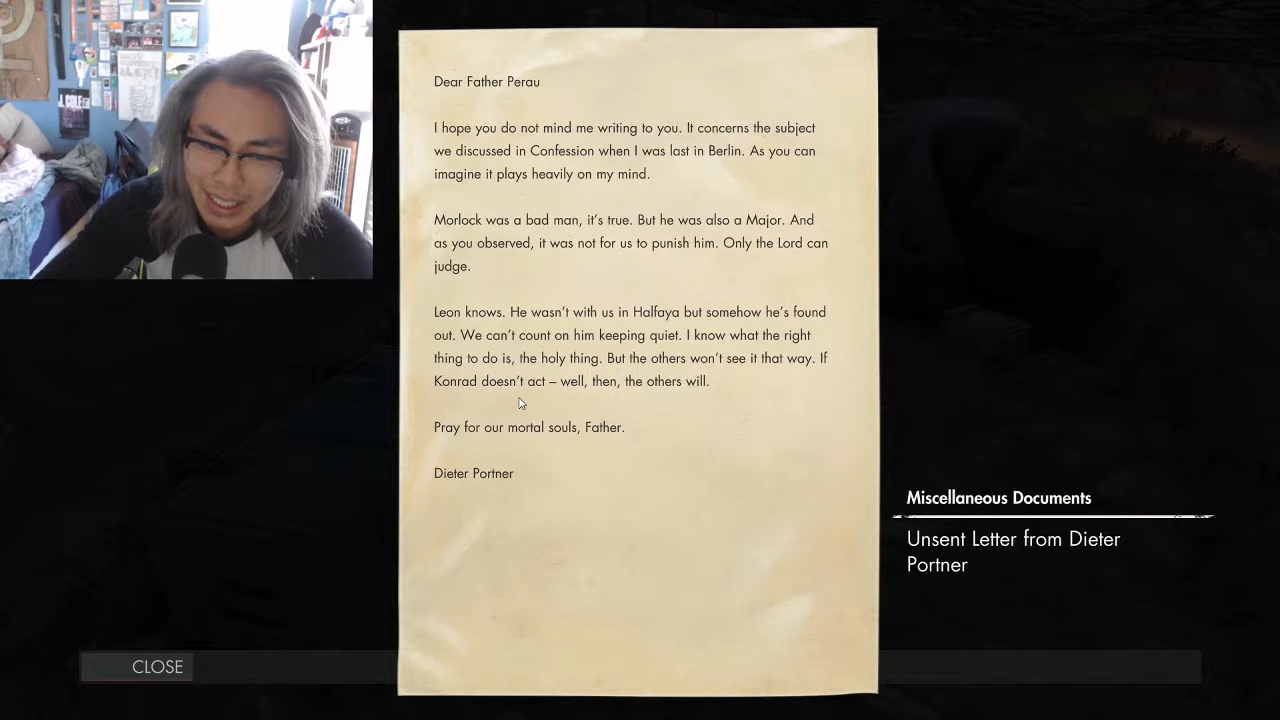 J. COLE
Dear Father Perau
I hope you do not mind me writing to you. It concerns the subject
we discussed in Confession when I was last in Berlin. As you can
imagine it plays heavily on my mind.
Morlock was a bad man, it's true. But he was also a Major. And
as you observed, it was not for us to punish him. Only the Lord can
judge.
Leon knows. He wasn't with us in Halfaya but somehow he's found
out. We can't count on him keeping quiet. I know what the right
thing to do is, the holy thing. But the others won't see it that way. If
Konrad doesn't act – well, then, the others will.
Pray for our mortal souls, Father.
Dieter Portner
Miscellaneous Documents
Unsent Letter from Dieter
Portner
CLOSE